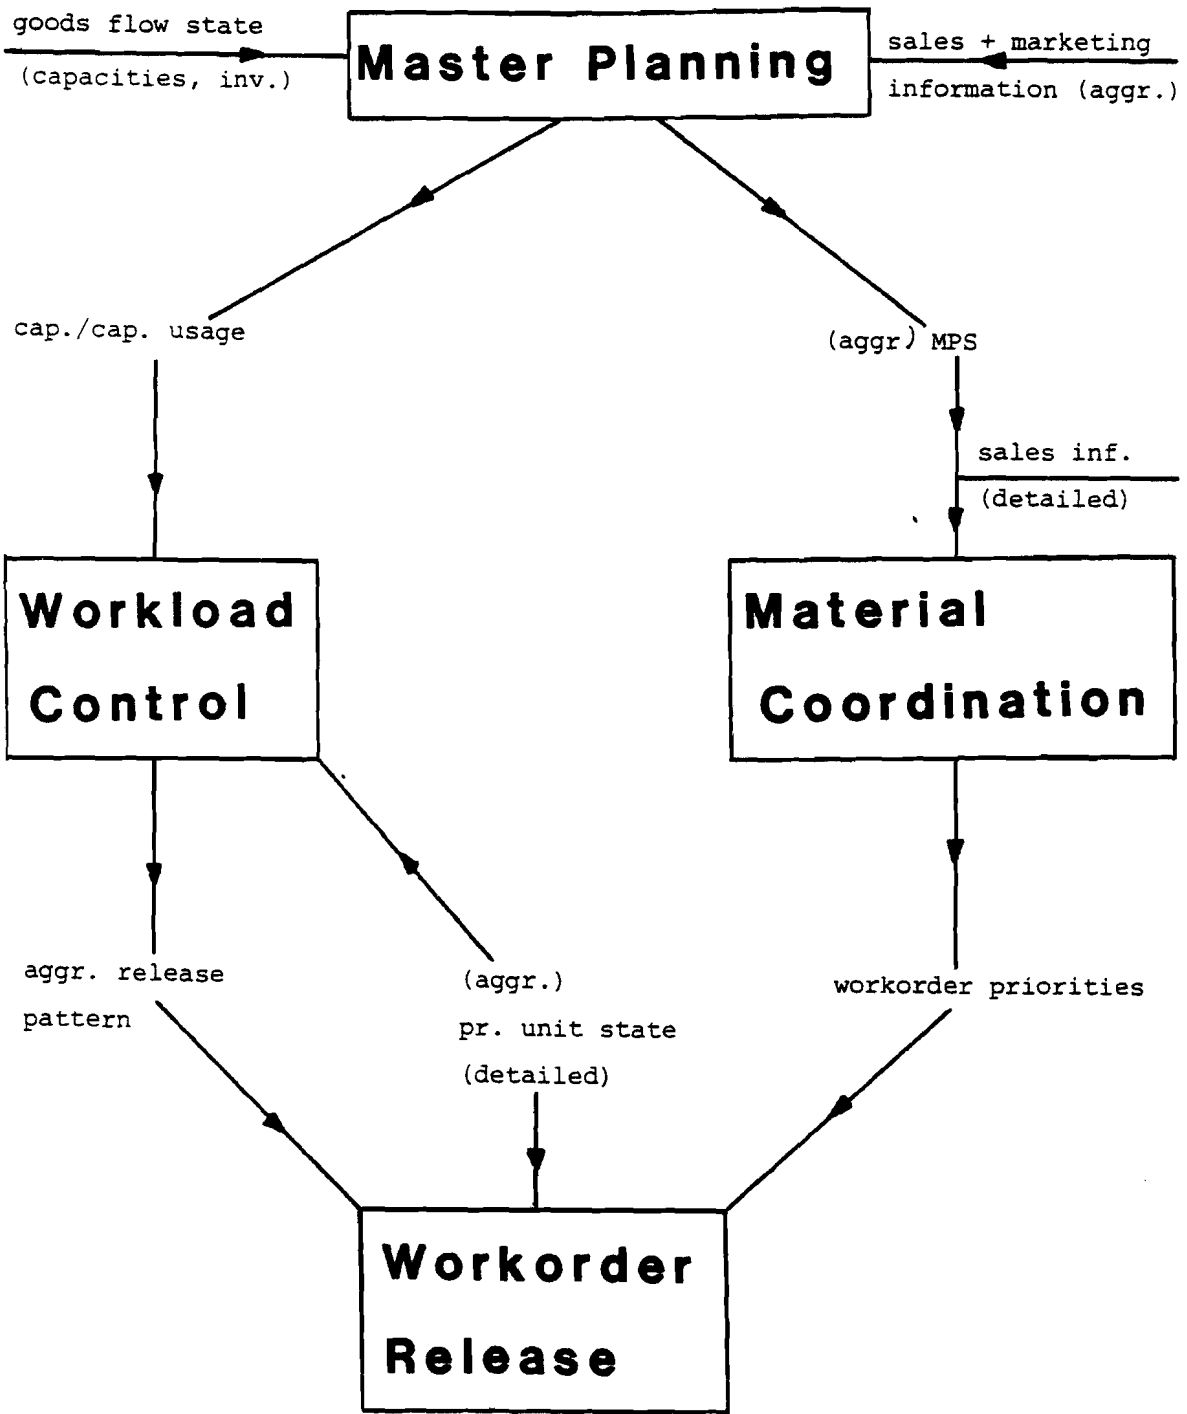 goods flow state
(capacities, inv.)
Master Planning
sales + marketing
information (aggr.)
cap./cap. usage
(aggr) MPS
sales inf.
(detailed)
Workload
Control
Material
Coordination
aggr. release
pattern
(aggr.)
pr. unit state
(detailed)
workorder priorities
Workorder
Release